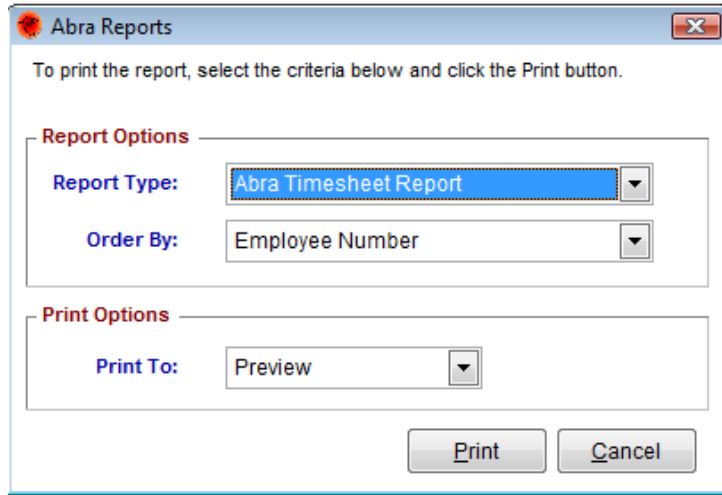 Abra Reports
To print the report, select the criteria below and click the Print button.
Report Options
Report Type: Abra Timesheet Report
Order By: Employee Number
Print Options
Print To: Preview
Print Cancel